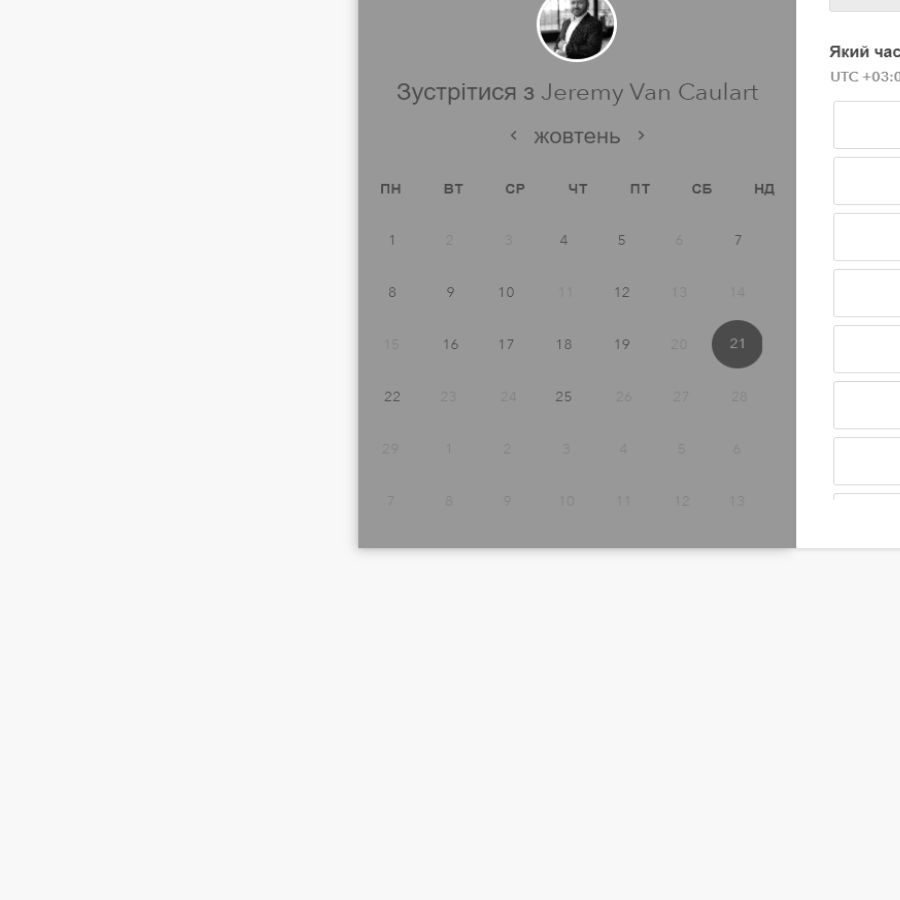 Зустрітися з Jeremy Van Caulart
жовтень
ПН ВТ СР ЧТ ПТ СБ НД
1 2 3 4 5 6 7
8 9 10 11 12 13 14
15 16 17 18 19 20 21
22 23 24 25 26 27 28
29 1 2 3 4 5 6
7 8 9 10 11 12 13
Який час
UTC +03:0